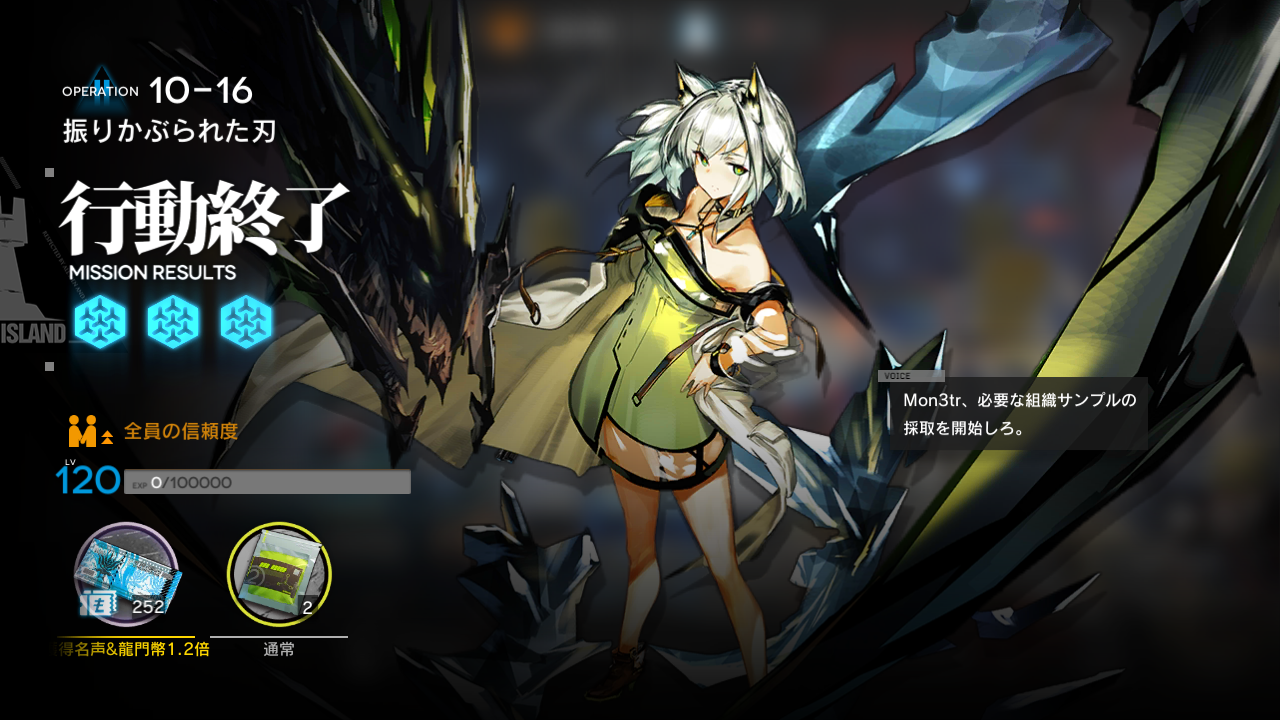 OPERATION 10-16
振りかぶられた刃
行動終了
MISSION RESULTS
ISLAND
全員の信頼度
LV
120
EXP 0/100000
VOICE
Mon3tr、必要な組織サンプルの
採取を開始しろ。
252
2
得名声&龍門幣1.2倍
通常